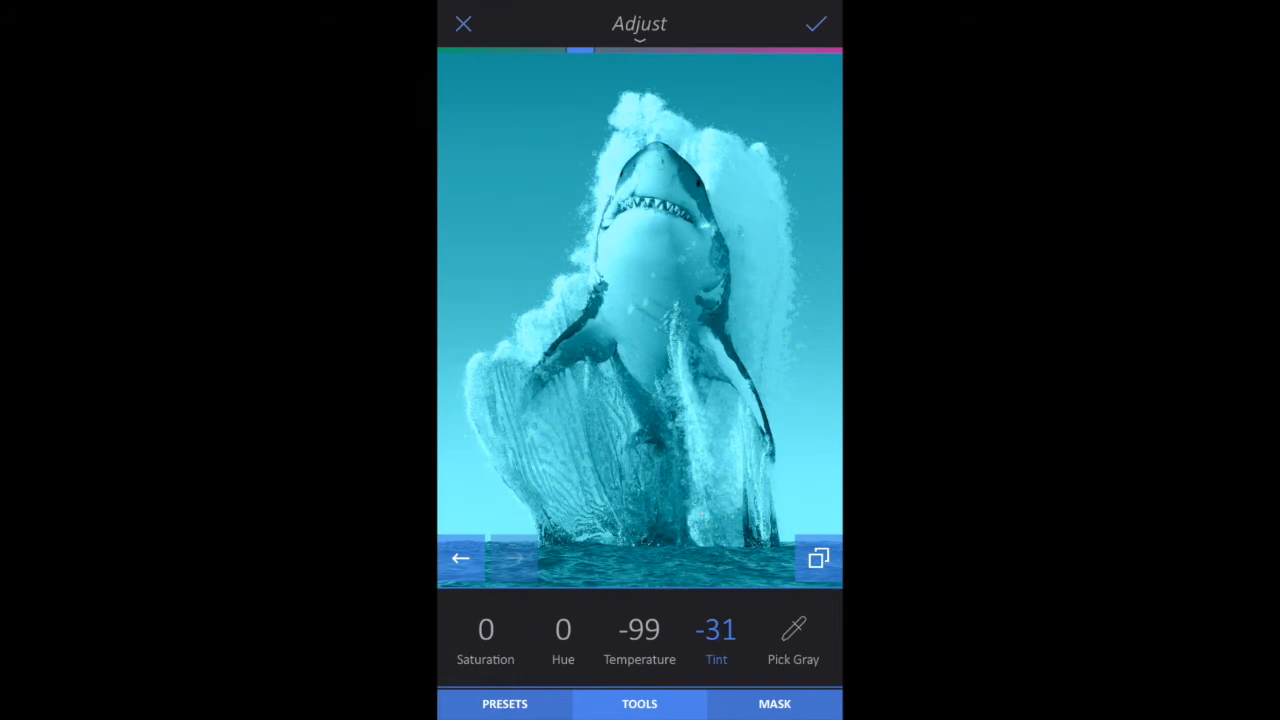 Adjust
0 0 -99 -31
Saturation Hue Temperature Tint Pick Gray
PRESETS TOOLS MASK